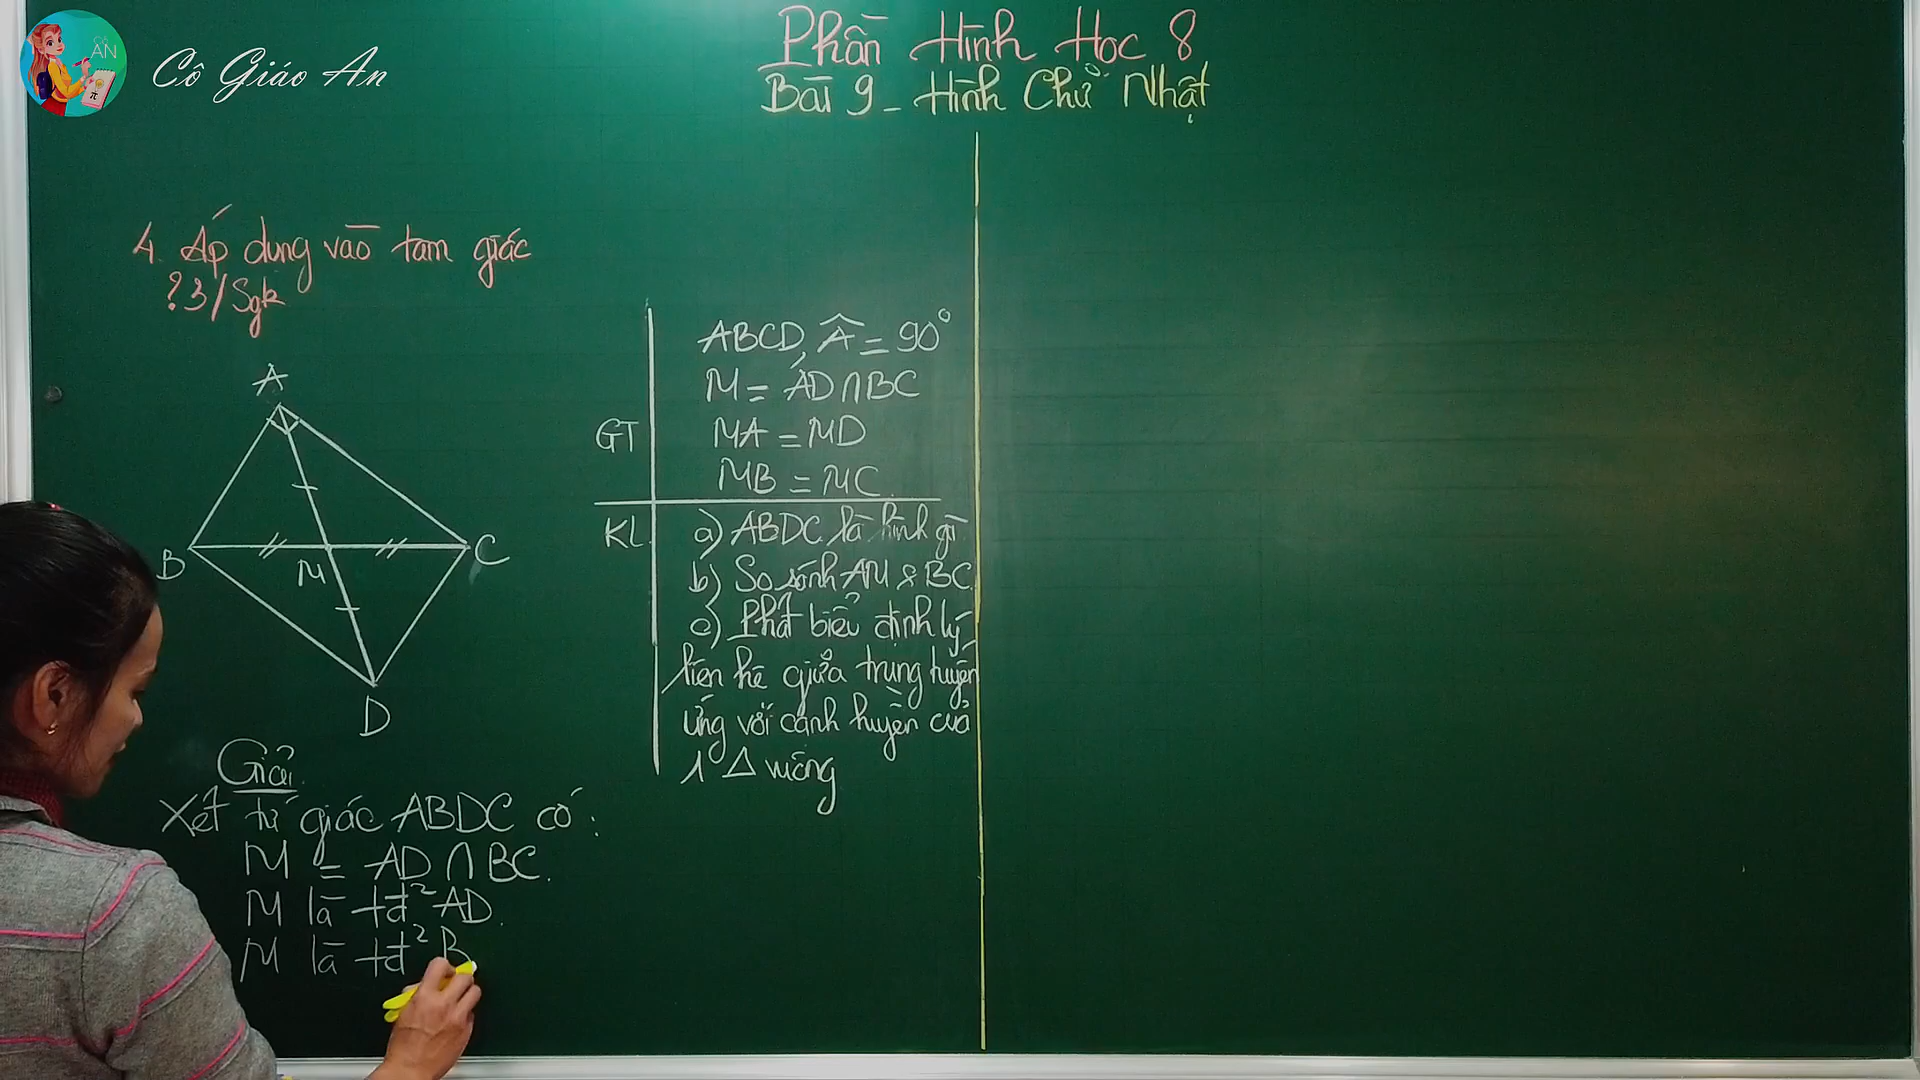 Cô Giáo An
AN
π
Phần Hình Học 8
Bài 9 - Hình Chữ Nhật
4. Áp dụng vào tam giác
?3/Sgk
A
B
M
C
D
GT
ABCD, Â = 90°
M = AD ∩ BC
MA = MD
MB = MC
KL
a) ABDC là hình gì
b) So sánh AM & BC
c) Phát biểu định lý
liên hệ giữa trung tuyến
ứng với cạnh huyền của
1 Δ vuông
Giải
Xét tứ giác ABDC có:
M = AD ∩ BC.
M là tđ² AD.
M là tđ² B